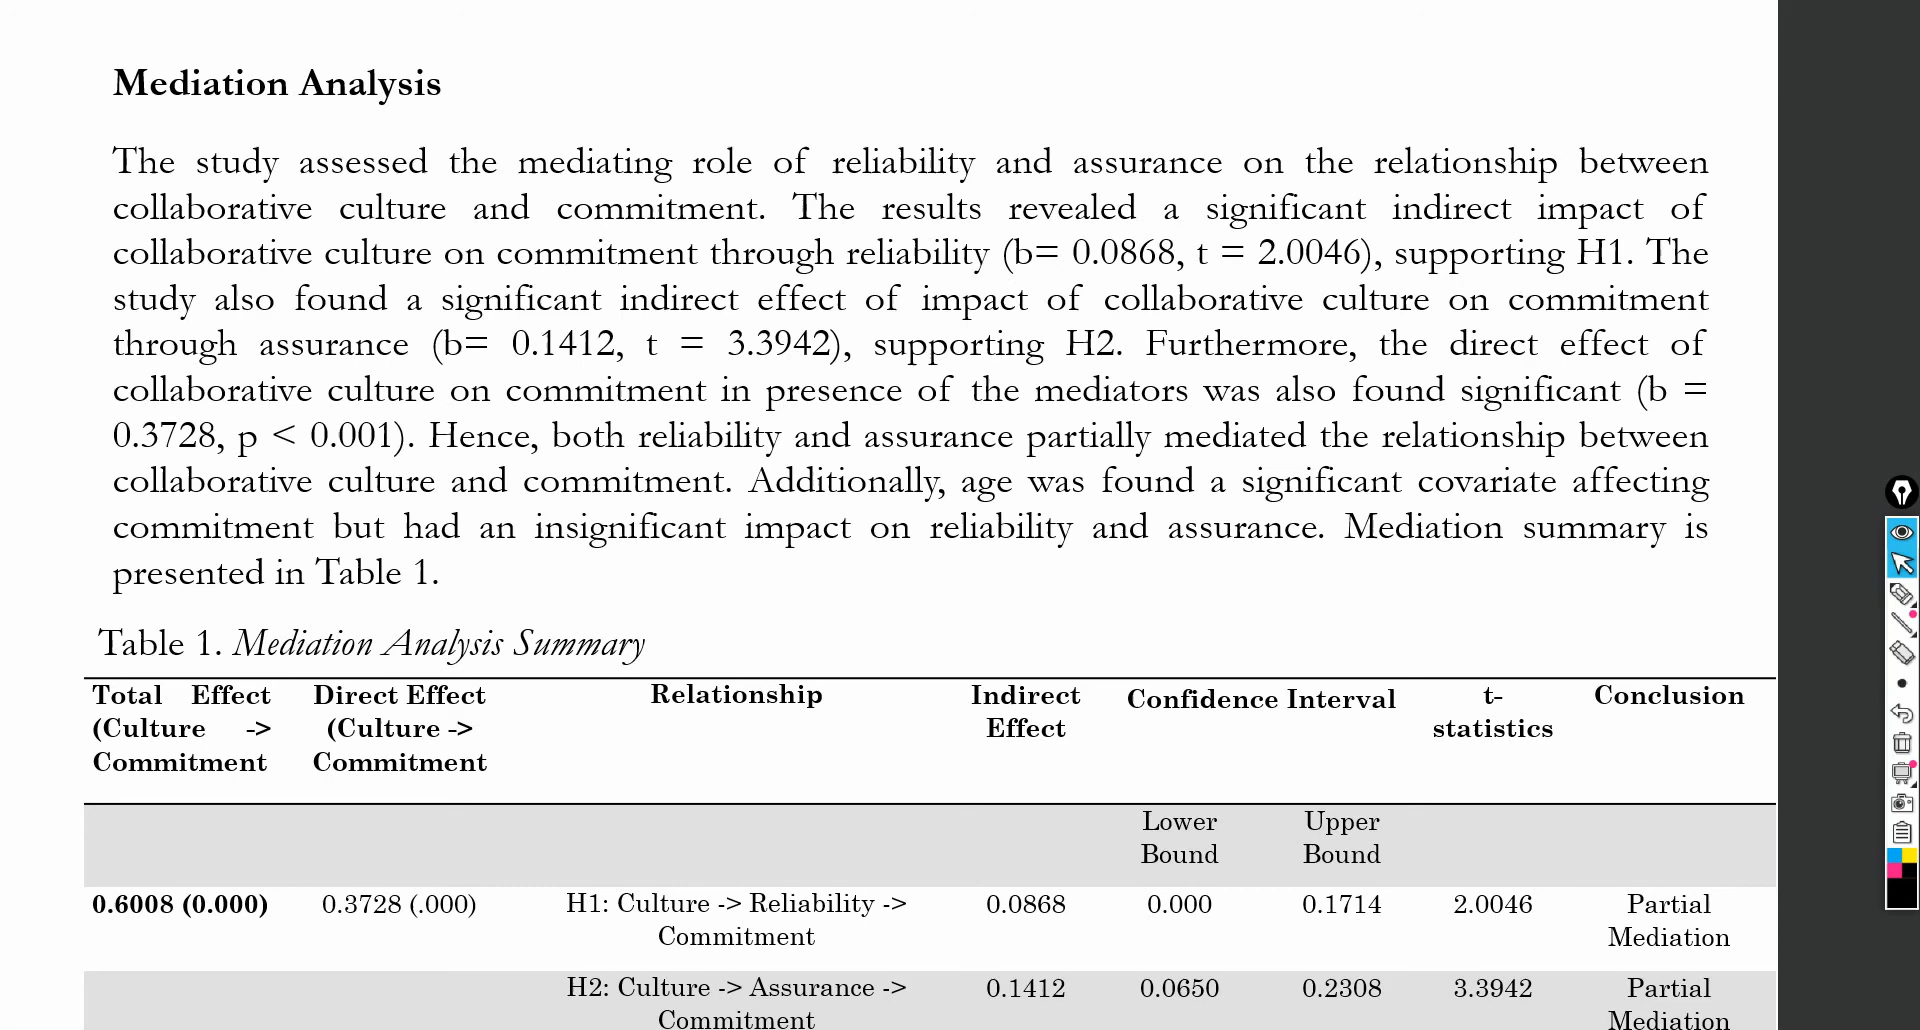 Mediation Analysis
The study assessed the mediating role of reliability and assurance on the relationship between
collaborative culture and commitment. The results revealed a significant indirect impact of
collaborative culture on commitment through reliability (b= 0.0868, t = 2.0046), supporting H1. The
study also found a significant indirect effect of impact of collaborative culture on commitment
through assurance (b= 0.1412, t = 3.3942), supporting H2. Furthermore, the direct effect of
collaborative culture on commitment in presence of the mediators was also found significant (b =
0.3728, p < 0.001). Hence, both reliability and assurance partially mediated the relationship between
collaborative culture and commitment. Additionally, age was found a significant covariate affecting
commitment but had an insignificant impact on reliability and assurance. Mediation summary is
presented in Table 1.
Table 1. Mediation Analysis Summary
Total Effect Direct Effect Relationship Indirect Confidence Interval t- Conclusion
(Culture -> (Culture -> Effect statistics
Commitment Commitment
Lower Upper
Bound Bound
0.6008 (0.000) 0.3728 (.000) H1: Culture -> Reliability -> 0.0868 0.000 0.1714 2.0046 Partial
Commitment Mediation
H2: Culture -> Assurance -> 0.1412 0.0650 0.2308 3.3942 Partial
Commitment Mediation